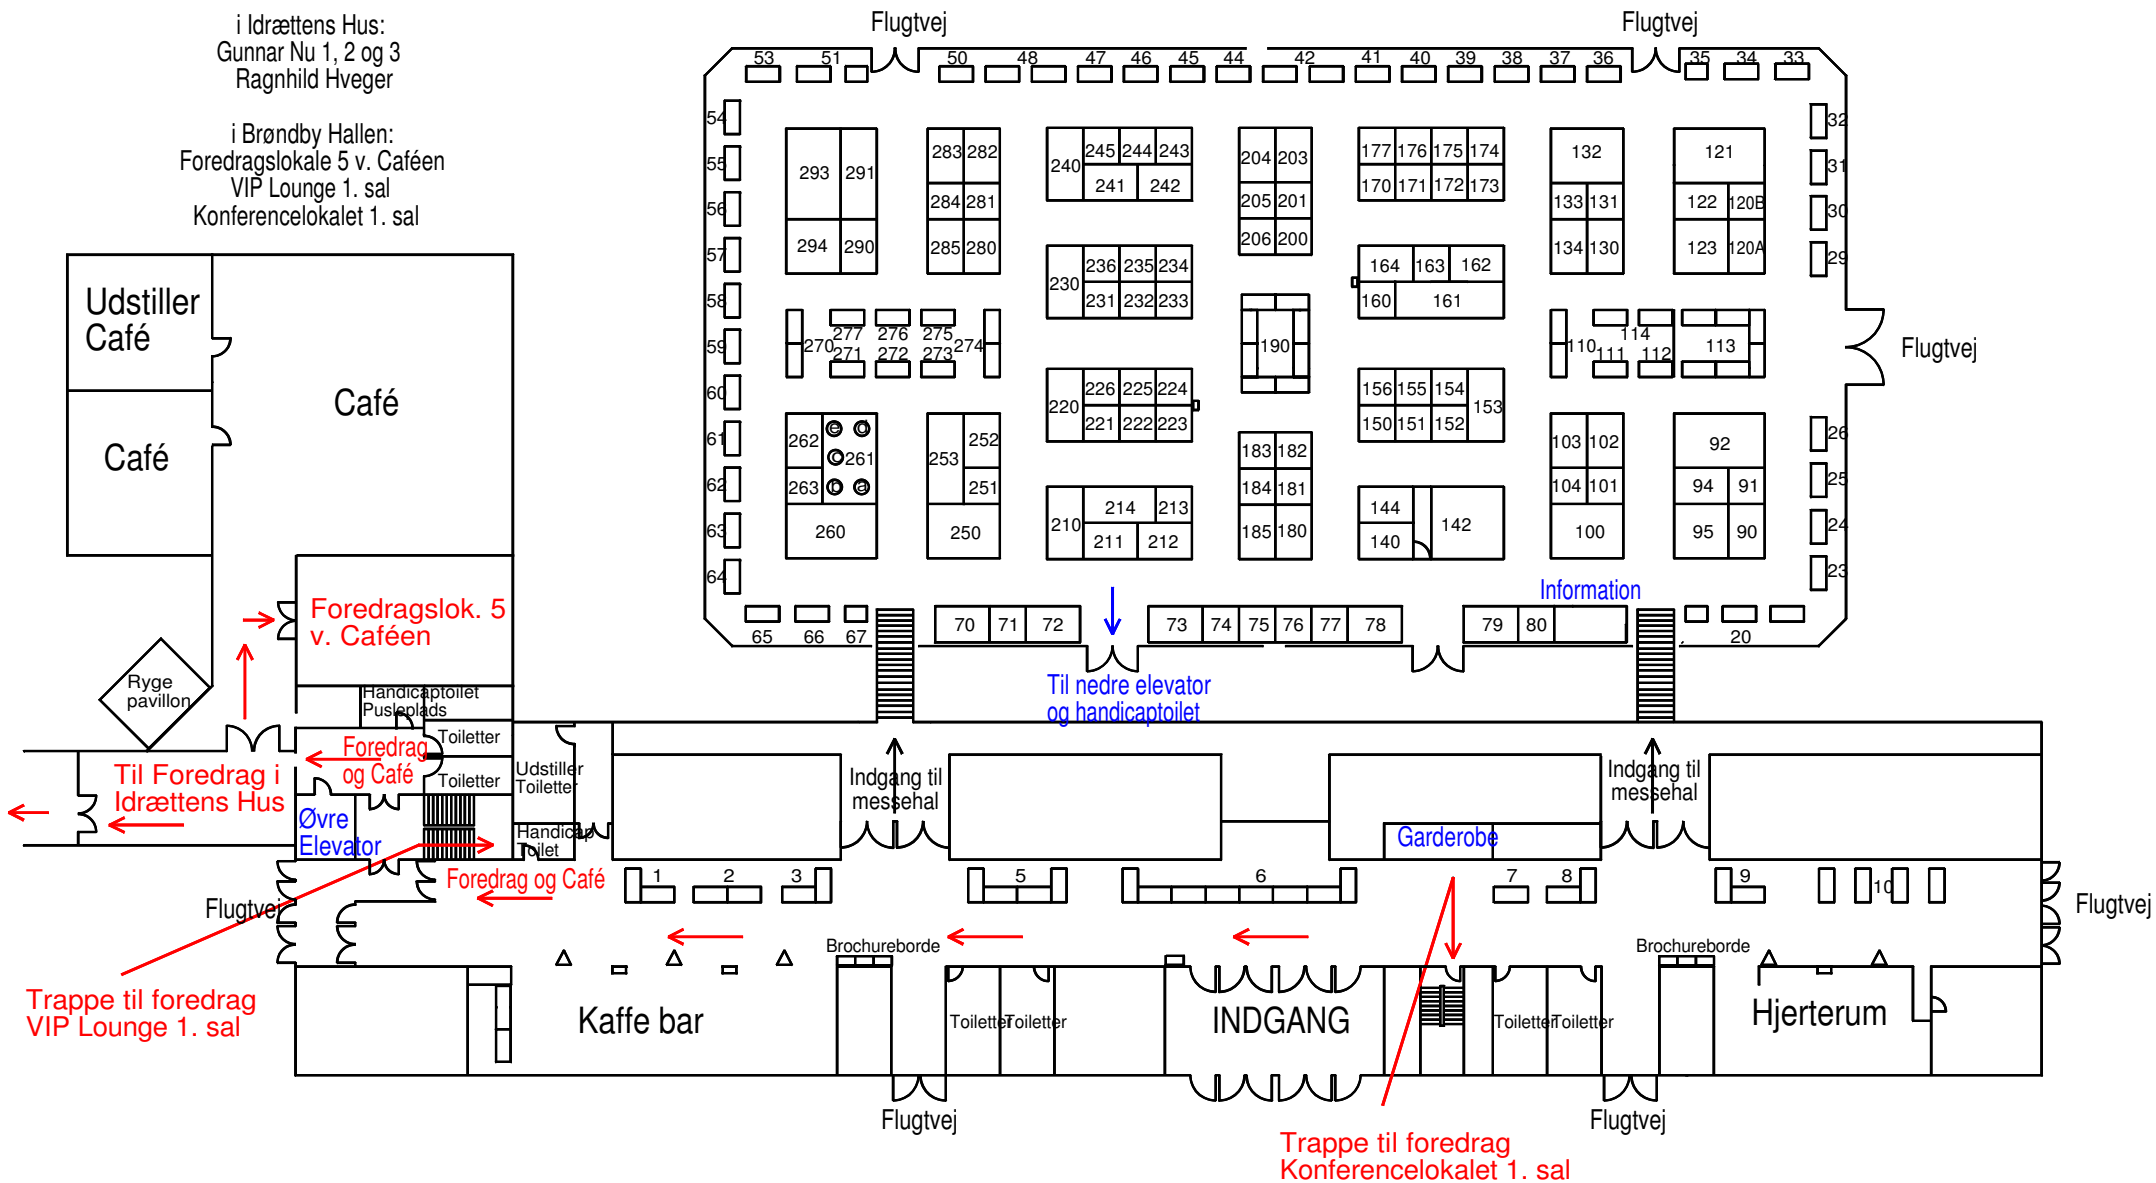 i Idrættens Hus:
Gunnar Nu 1, 2 og 3
Ragnhild Hveger
i Brøndby Hallen:
Foredragslokale 5 v. Caféen
VIP Lounge 1. sal
Konferencelokalet 1. sal
Flugtvej
Flugtvej
53 51 50 48 47 46 45 44 42 41 40 39 38 37 36 35 34 33
54
55
56
57
58
59
60
61
62
63
64
32
31
30
29
26
25
24
23
293 291
294 290
283 282
284 281
285 280
240 245 244 243
241 242
204 203
205 201
206 200
177 176 175 174
170 171 172 173
132
133 131
134 130
121
122 120B
123 120A
230 236 235 234
231 232 233
164 163 162
160 161
270 277 276 275 274
271 272 273
190
110 114 113
111 112
Flugtvej
220 226 225 224
221 222 223
156 155 154 153
150 151 152
262 e d
c 261
263 b a
260
253 252
251
250
210 214 213
211 212
183 182
184 181
185 180
144 142
140
103 102
104 101
100
92
94 91
95 90
Information
65 66 67
70 71 72
73 74 75 76 77 78
79 80
20
Til nedre elevator
og handicaptoilet
Udstiller
Café
Café
Café
Foredragslok. 5
v. Caféen
Ryge
pavillon
Handicaptoilet
Pusleplads
Toiletter
Toiletter
Foredrag
og Café
Til Foredrag i
Idrættens Hus
Udstiller
Toiletter
Handicap
Toilet
Øvre
Elevator
Indgang til
messehal
Indgang til
messehal
Garderobe
Foredrag og Café
1 2 3 5 6 7 8 9 10
Flugtvej
Flugtvej
Brochureborde
Brochureborde
Trappe til foredrag
VIP Lounge 1. sal
Kaffe bar
Toiletter
Toiletter
INDGANG
Toiletter
Toiletter
Hjerterum
Flugtvej
Flugtvej
Trappe til foredrag
Konferencelokalet 1. sal